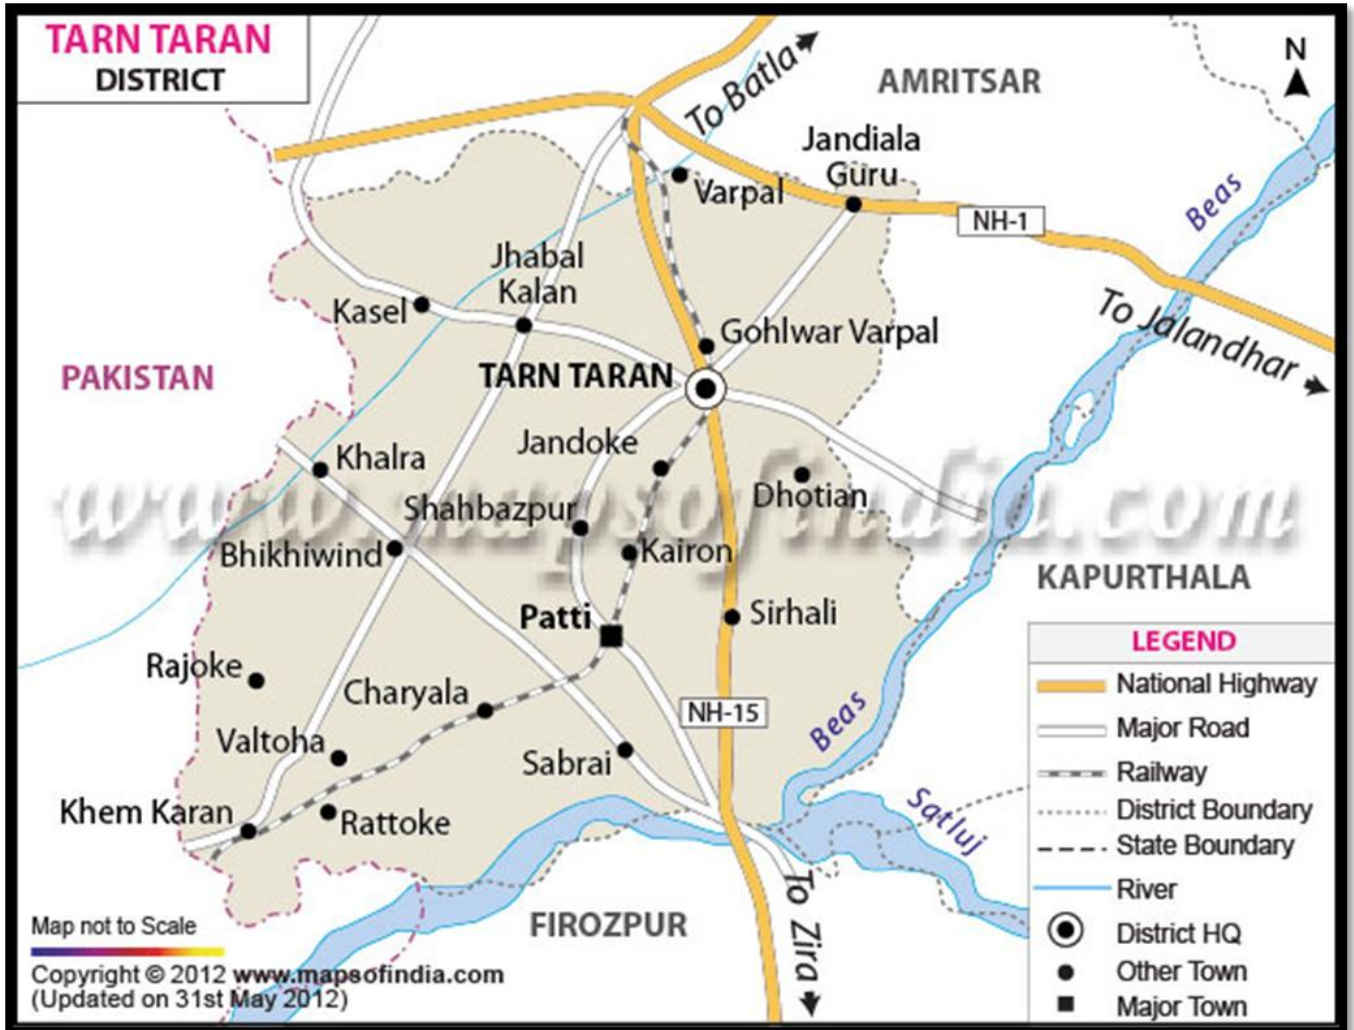 TARN TARAN
DISTRICT
To Batla
AMRITSAR
N
Jandiala
Guru
Varpal
NH-1
Beas
Jhabal
Kalan
Kasel
Gohlwar Varpal
To Jalandhar
PAKISTAN
TARN TARAN
Jandoke
Khalra
Dhotian
Shahbazpur
www.mapsofindia.com
Bhikhiwind
Kairon
KAPURTHALA
Patti
Sirhali
Rajoke
Charyala
NH-15
Beas
Valtoha
Sabrai
Satluj
Khem Karan
Rattoke
To Zira
FIROZPUR
LEGEND
National Highway
Major Road
Railway
District Boundary
State Boundary
River
District HQ
Other Town
Major Town
Map not to Scale
Copyright © 2012 www.mapsofindia.com
(Updated on 31st May 2012)